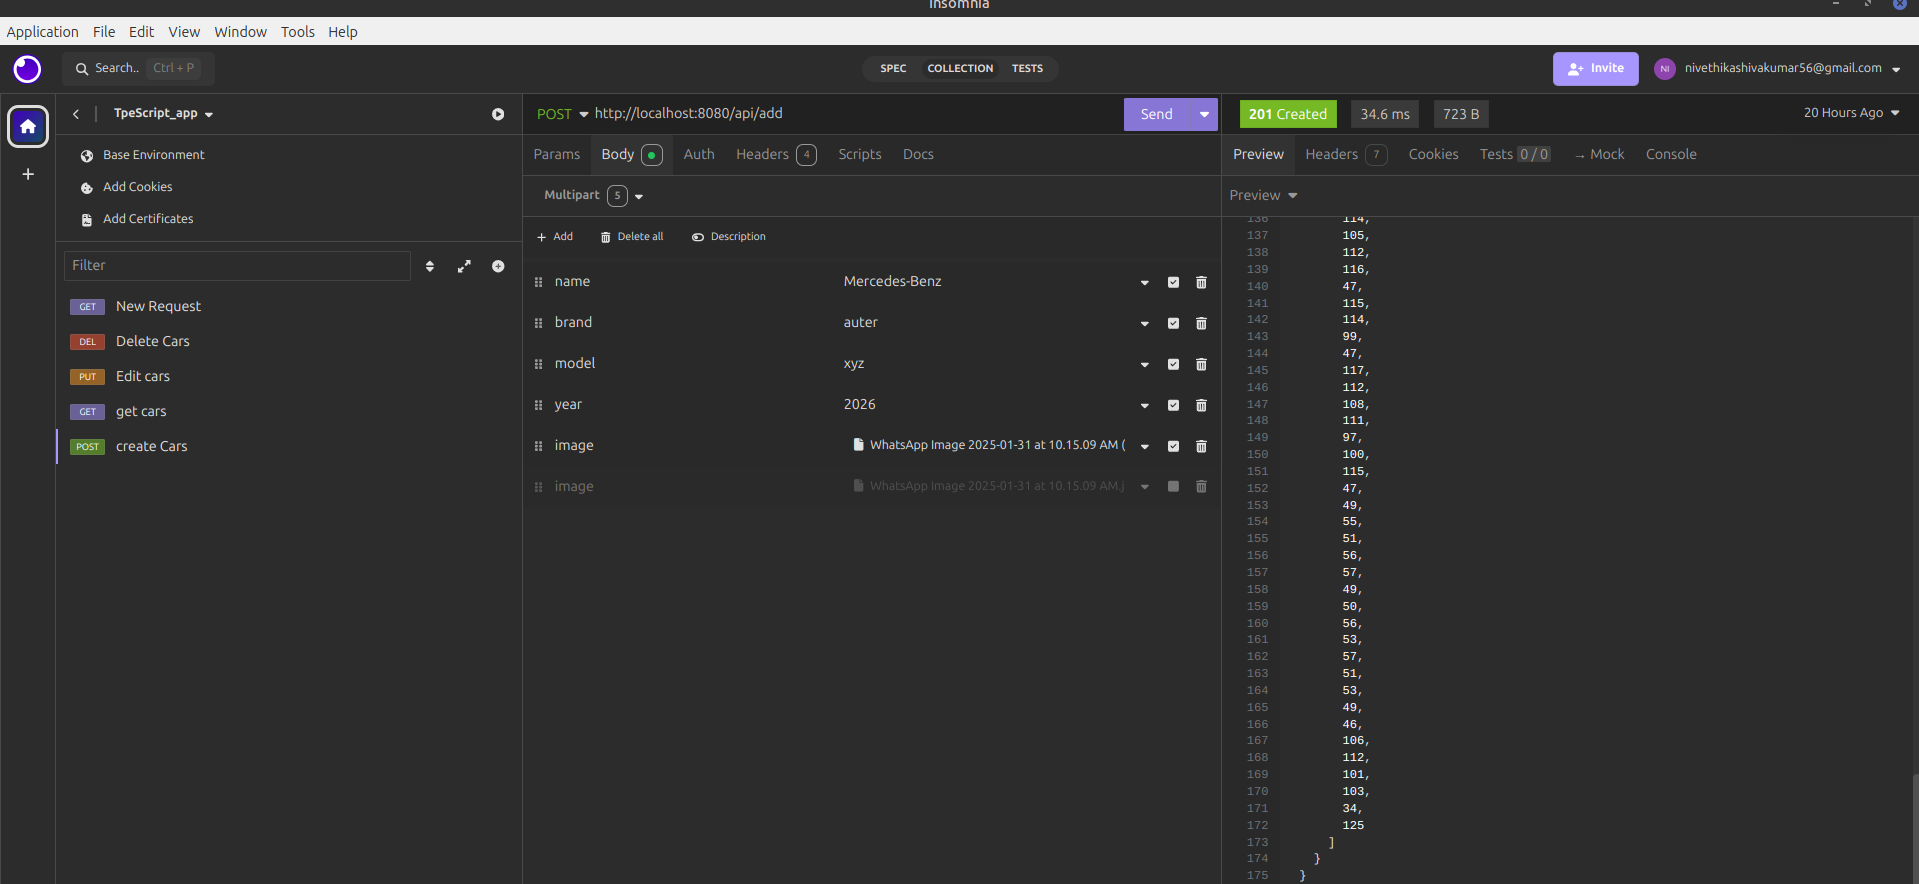 Insomnia
Application File Edit View Window Tools Help
Search.. Ctrl + P
SPEC COLLECTION TESTS
Invite
NI nivethikashivakumar56@gmail.com
TpeScript_app
Base Environment
Add Cookies
Add Certificates
Filter
GET New Request
DEL Delete Cars
PUT Edit cars
GET get cars
POST create Cars
POST http://localhost:8080/api/add
Send
Params Body Auth Headers 4 Scripts Docs
Multipart 5
Add Delete all Description
name Mercedes-Benz
brand auter
model xyz
year 2026
image WhatsApp Image 2025-01-31 at 10.15.09 AM (
image WhatsApp Image 2025-01-31 at 10.15.09 AM.j
201 Created 34.6 ms 723 B
20 Hours Ago
Preview Headers 7 Cookies Tests 0 / 0 → Mock Console
Preview
136 114,
137 105,
138 112,
139 116,
140 47,
141 115,
142 114,
143 99,
144 47,
145 117,
146 112,
147 108,
148 111,
149 97,
150 100,
151 115,
152 47,
153 49,
154 55,
155 51,
156 56,
157 57,
158 49,
159 50,
160 56,
161 53,
162 57,
163 51,
164 53,
165 49,
166 46,
167 106,
168 112,
169 101,
170 103,
171 34,
172 125
173 ]
174 }
175 }